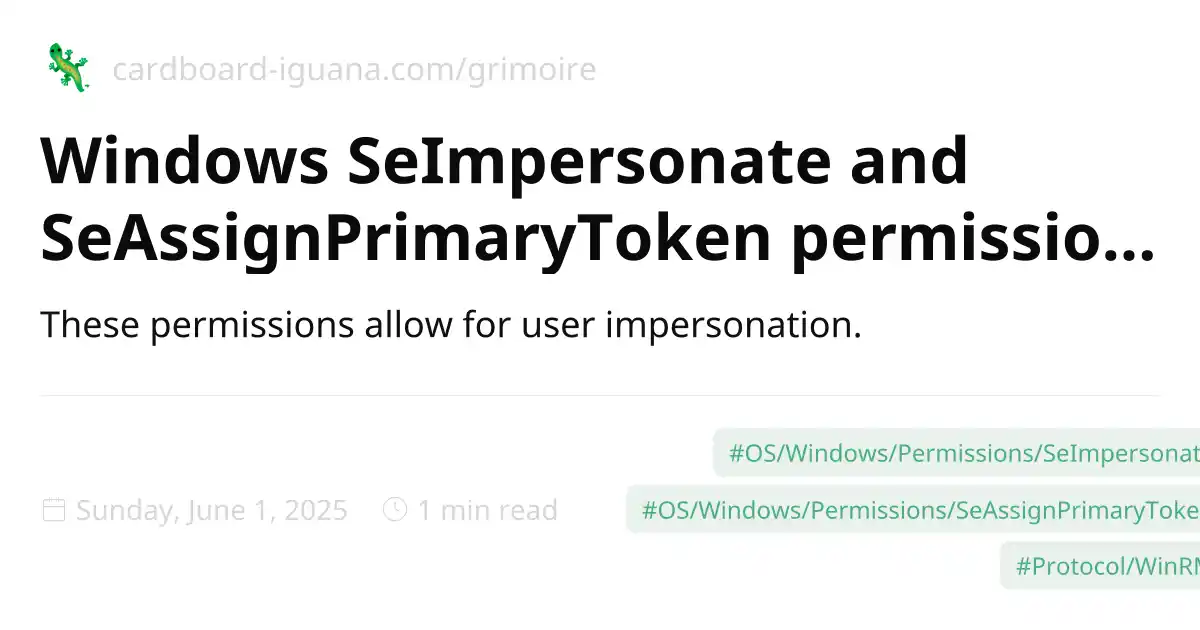 cardboard-iguana.com/grimoire
Windows SeImpersonate and
SeAssignPrimaryToken permissio...
These permissions allow for user impersonation.
#OS/Windows/Permissions/SeImpersonat
Sunday, June 1, 2025 1 min read
#OS/Windows/Permissions/SeAssignPrimaryToke
#Protocol/WinRM